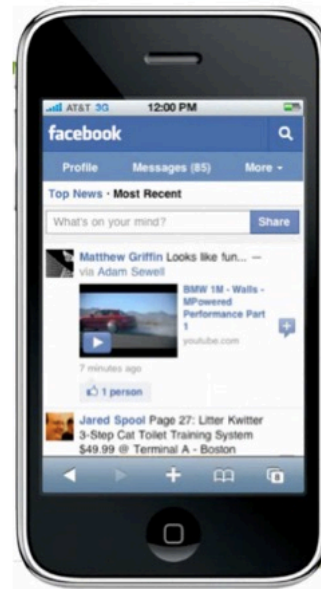 AT&T 3G 12:00 PM
facebook
Profile Messages (85) More
Top News · Most Recent
What's on your mind? Share
Matthew Griffin Looks like fun... —
via Adam Sewell
BMW 1M - Walls -
MPowered
Performance Part
1
youtube.com
7 minutes ago
1 person
Jared Spool Page 27: Litter Kwitter
3-Step Cat Toilet Training System
$49.99 @ Terminal A - Boston